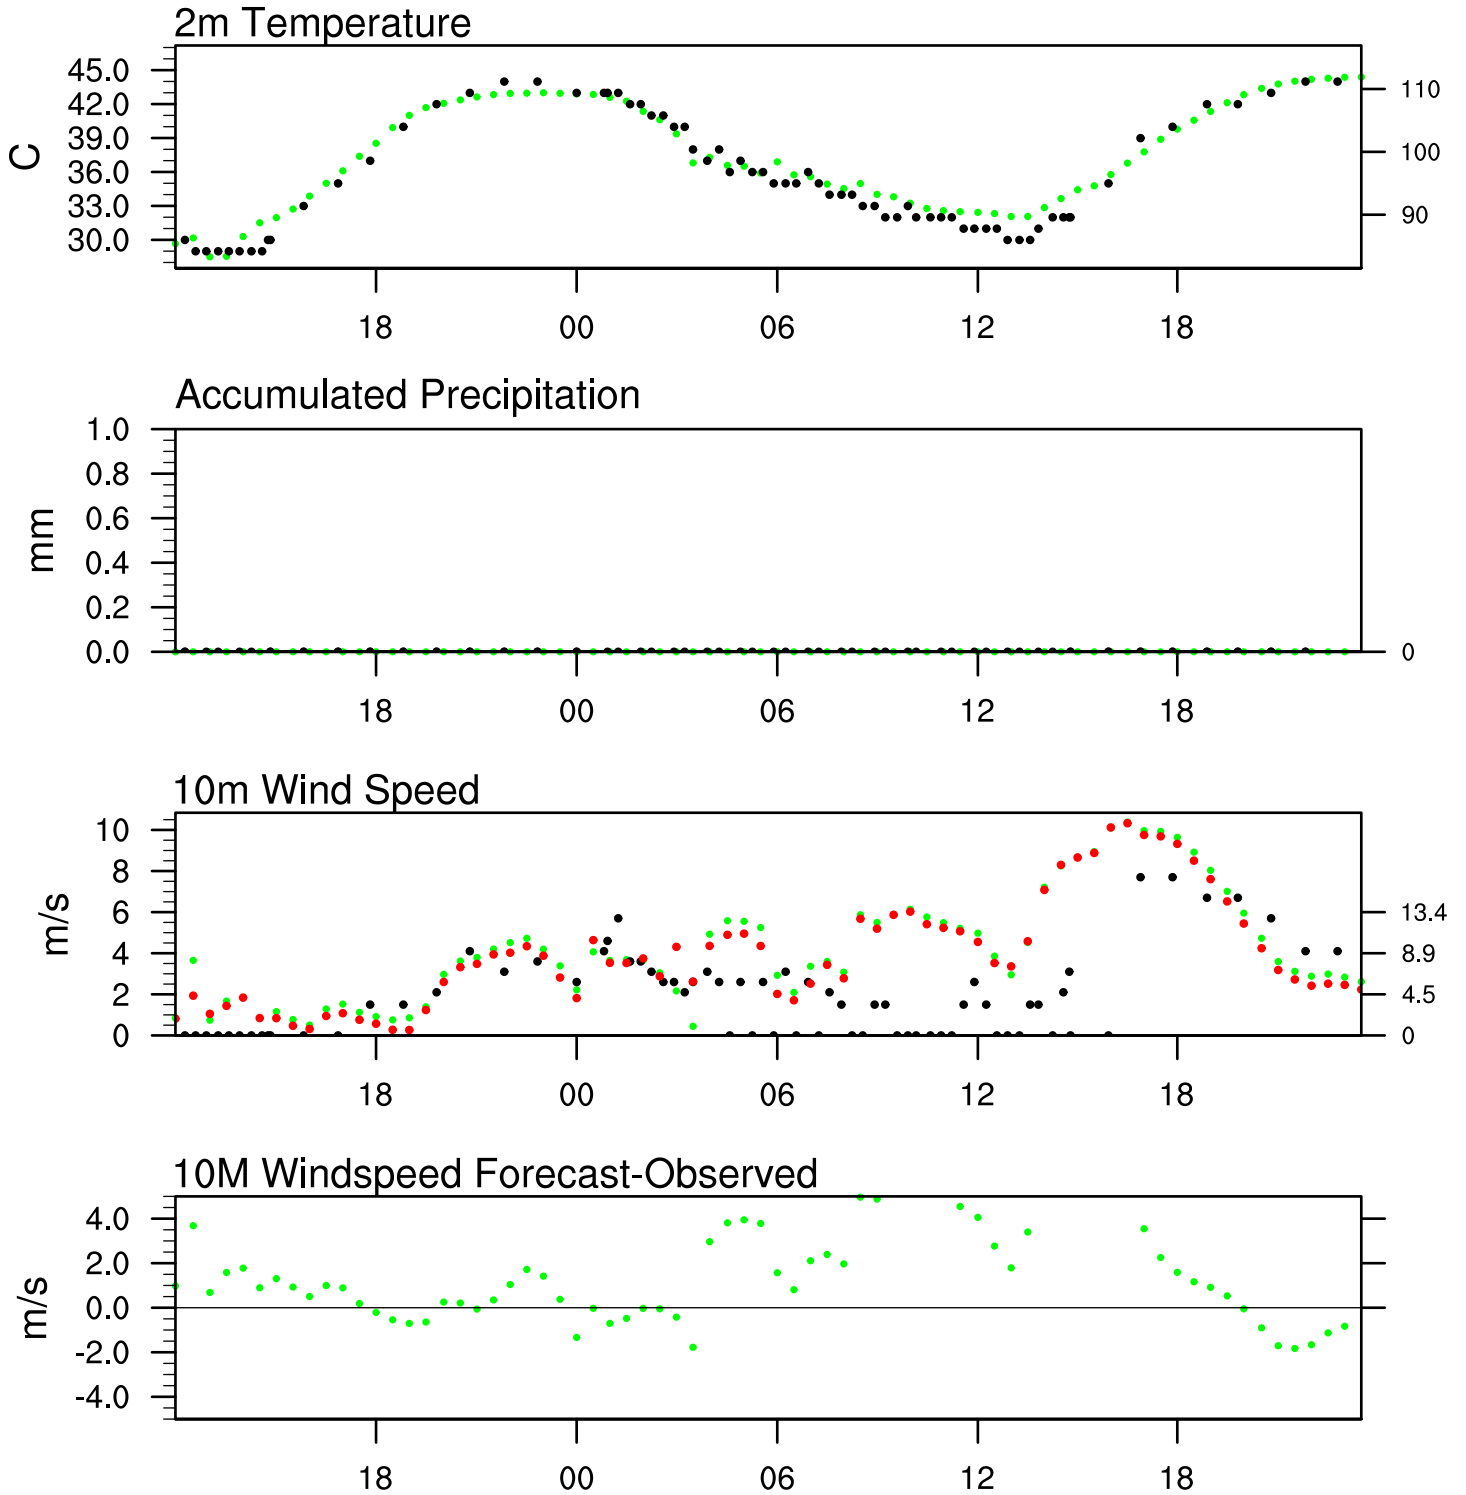 2m Temperature
45.0
42.0
39.0
36.0
33.0
30.0
C
110
100
90
18 00 06 12 18
Accumulated Precipitation
1.0
0.8
0.6
0.4
0.2
0.0
mm
0
18 00 06 12 18
10m Wind Speed
10
8
6
4
2
0
m/s
13.4
8.9
4.5
0
18 00 06 12 18
10M Windspeed Forecast-Observed
4.0
2.0
0.0
-2.0
-4.0
m/s
18 00 06 12 18